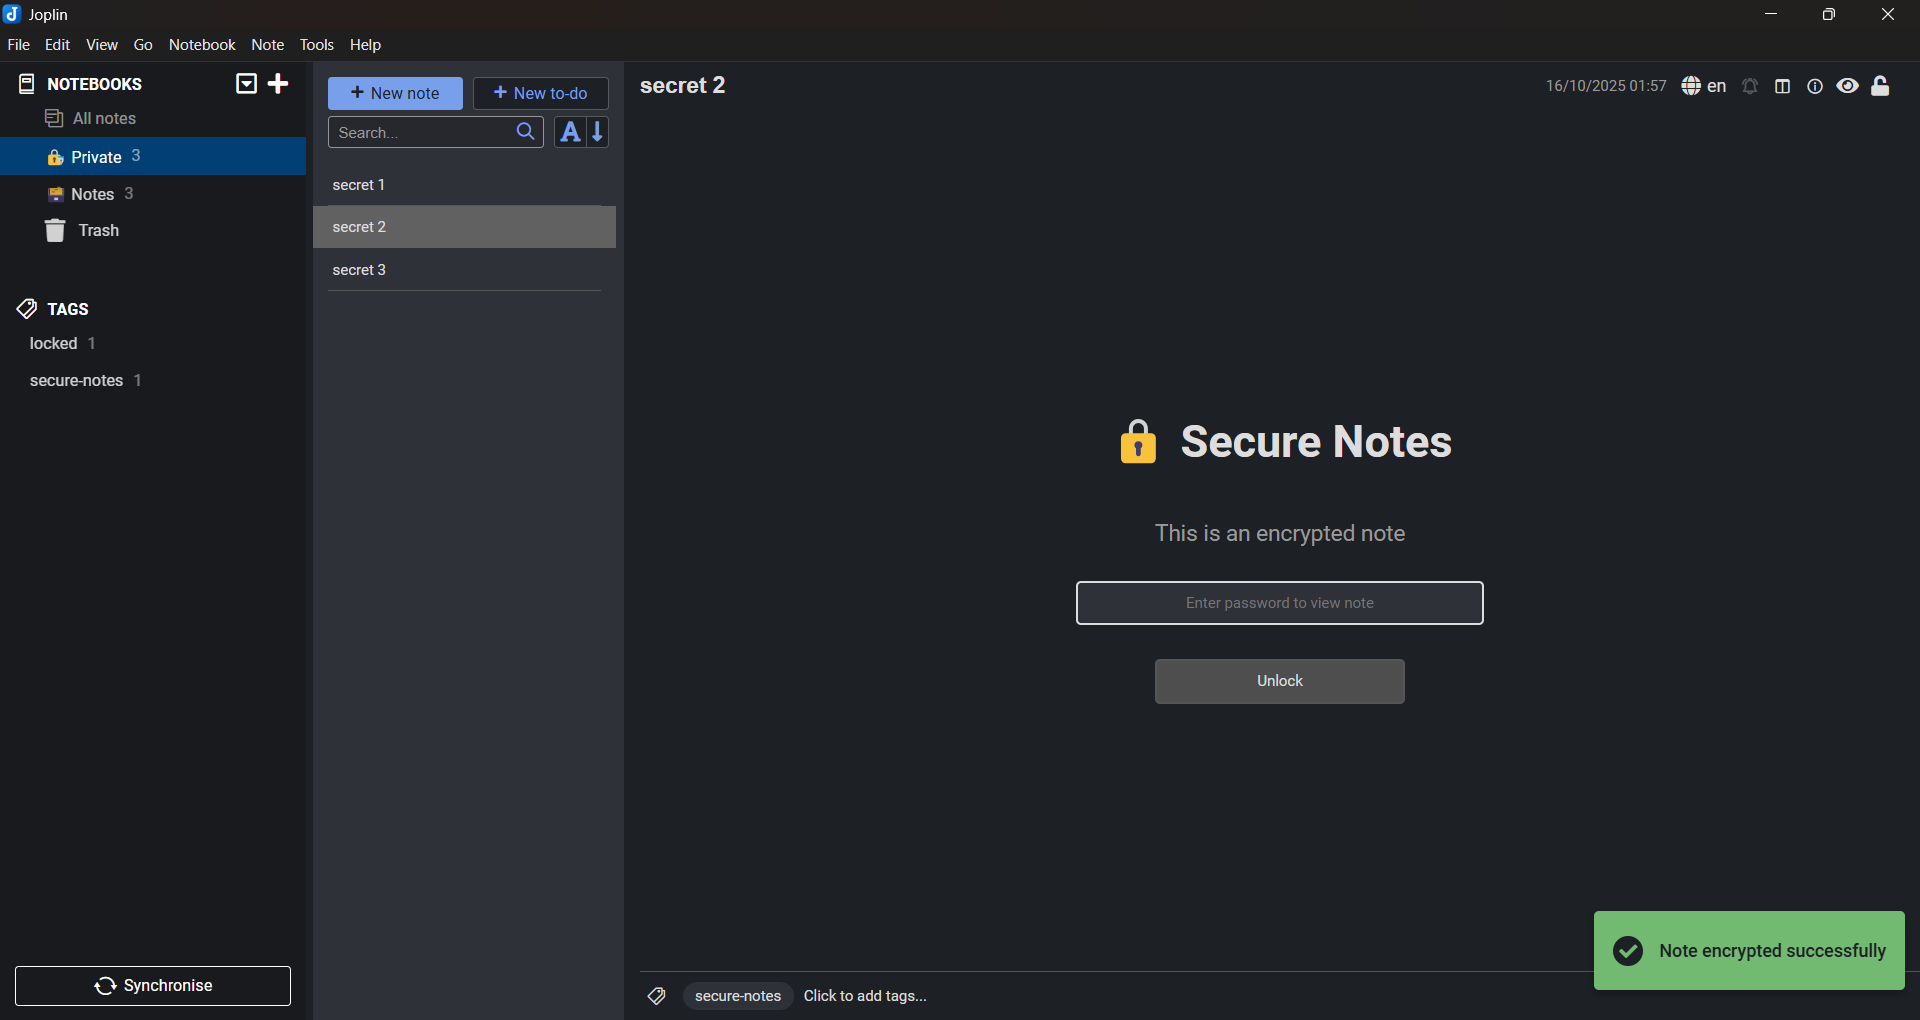 Joplin
File Edit View Go Notebook Note Tools Help
NOTEBOOKS
All notes
Private 3
Notes 3
Trash
TAGS
locked 1
secure-notes 1
Synchronise
+ New note
+ New to-do
Search...
A
secret 1
secret 2
secret 3
secret 2
16/10/2025 01:57
en
Secure Notes
This is an encrypted note
Enter password to view note
Unlock
Note encrypted successfully
secure-notes Click to add tags...